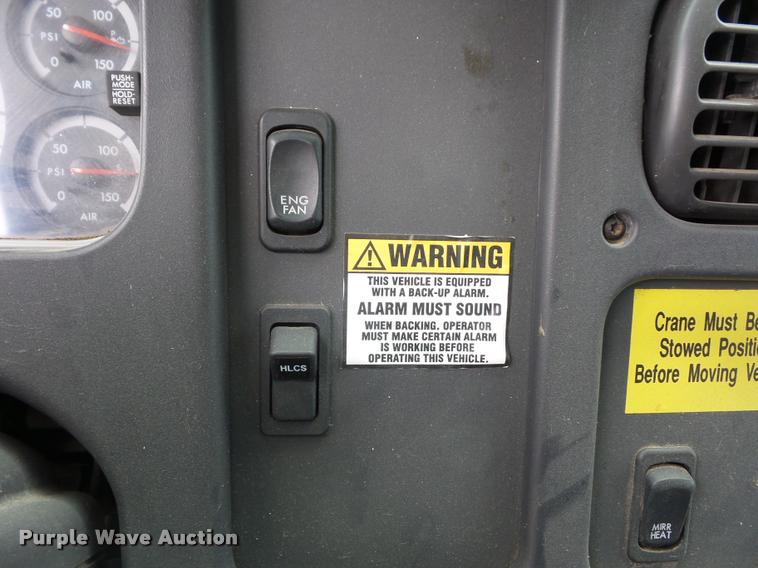 50 100
PSI P
0 150
AIR
PUSH-
MODE
HOLD-
RESET
50 100
PSI
0 150
AIR
ENG
FAN
WARNING
THIS VEHICLE IS EQUIPPED
WITH A BACK-UP ALARM.
ALARM MUST SOUND
WHEN BACKING. OPERATOR
MUST MAKE CERTAIN ALARM
IS WORKING BEFORE
OPERATING THIS VEHICLE.
HLCS
Crane Must Be
Stowed Positio
Before Moving Ve
MIRR
HEAT
Purple Wave Auction